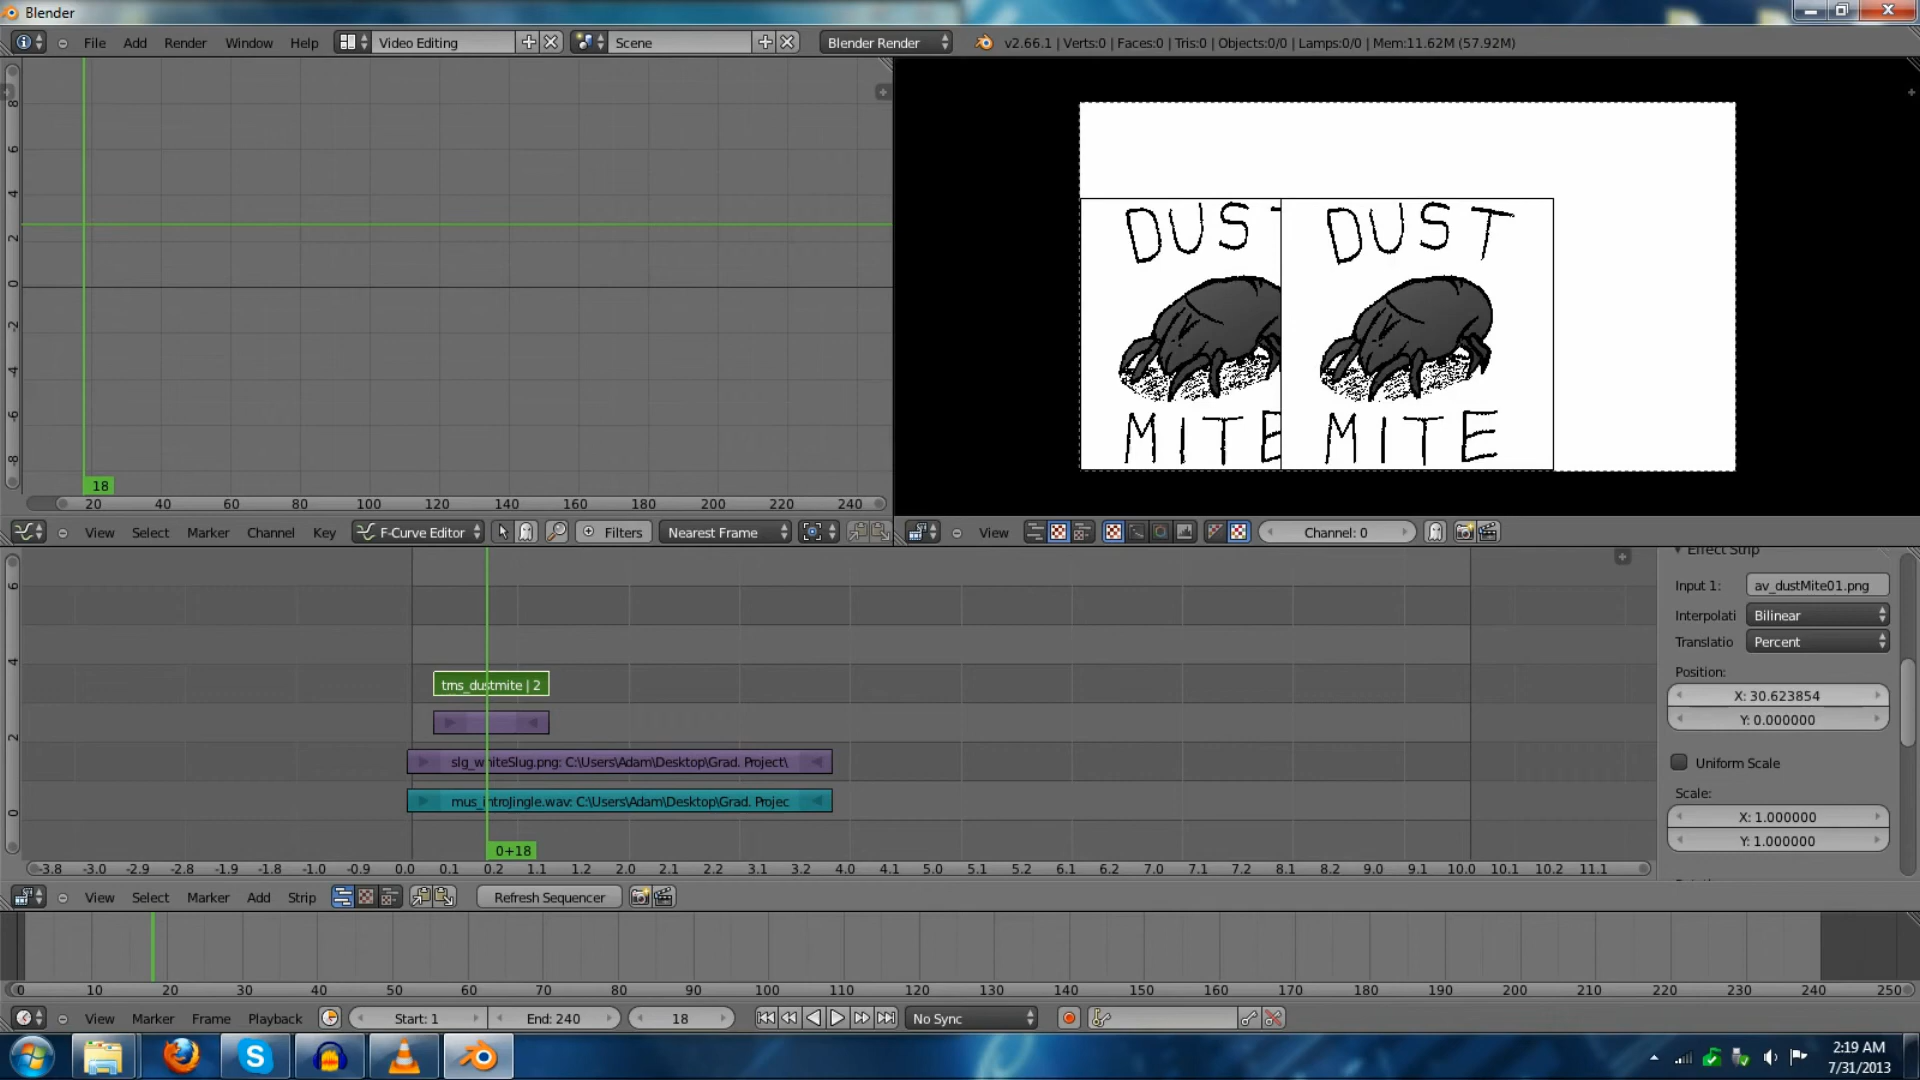 Blender
File Add Render Window Help Video Editing Scene Blender Render v2.66.1 | Verts:0 | Faces:0 | Tris:0 | Objects:0/0 | Lamps:0/0 | Mem:11.62M (57.92M)
8
6
4
2
0
-2
-4
-6
-8
18
20 40 60 80 100 120 140 160 180 200 220 240
DUST DUST
MITE MITE
View Select Marker Channel Key F-Curve Editor Filters Nearest Frame View Channel: 0
6
4
2
0
trns_dustmite | 2
slg_whiteSlug.png: C:\Users\Adam\Desktop\Grad. Project\
mus_introJingle.wav: C:\Users\Adam\Desktop\Grad. Projec
0+18
-3.8 -3.0 -2.9 -2.1 -1.1 -0.9 0.0 0.1 0.2 1.1 1.2 2.0 2.1 2.2 3.1 3.2 4.0 4.1 5.0 5.1 5.2 6.1 6.2 7.0 7.1 8.1 8.2 9.0 9.1 10.0 10.1 10.2 11.1
Effect Strip
Input 1: av_dustMite01.png
Interpolati Bilinear
Translatio Percent
Position:
X: 30.623854
Y: 0.000000
Uniform Scale
Scale:
X: 1.000000
Y: 1.000000
View Select Marker Add Strip Refresh Sequencer
0 10 20 30 40 50 60 70 80 90 100 110 120 130 140 150 160 170 180 190 200 210 220 230 240 250
View Marker Frame Playback Start: 1 End: 240 18 No Sync
2:19 AM
7/31/2013